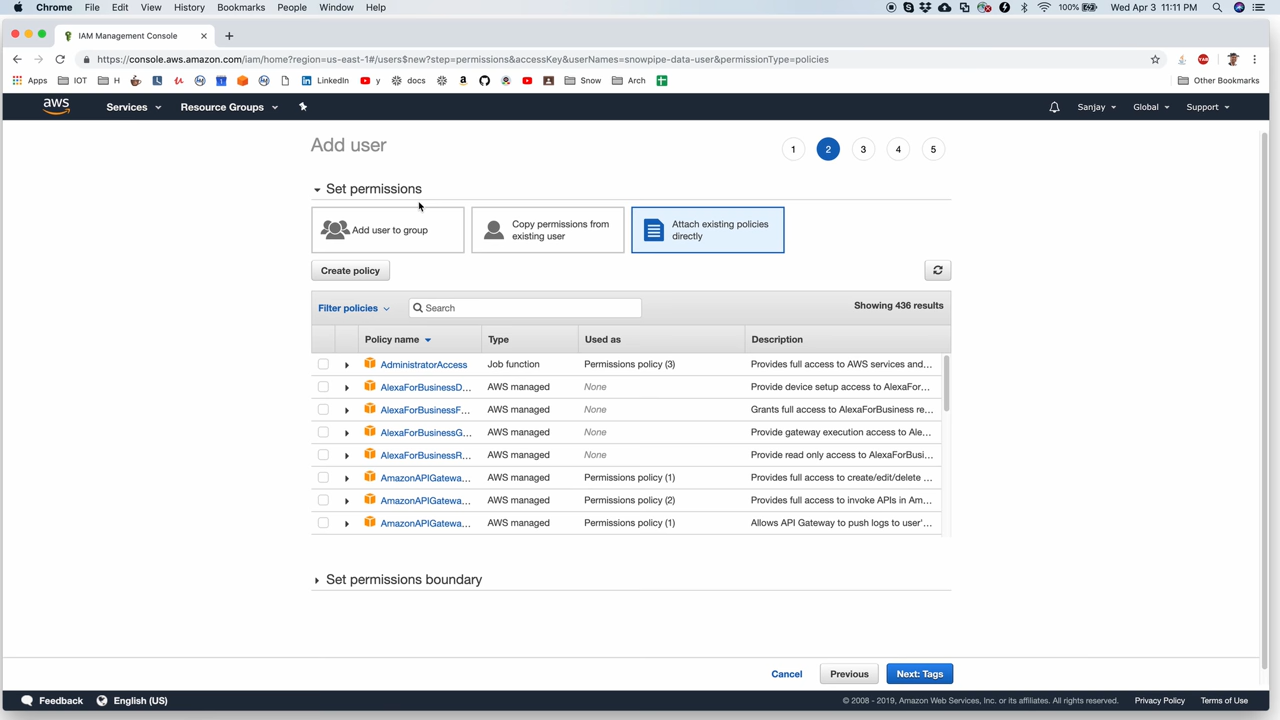 Chrome File Edit View History Bookmarks People Window Help 100% Wed Apr 3 11:11 PM
IAM Management Console
https://console.aws.amazon.com/iam/home?region=us-east-1#/users$new?step=permissions&accessKey&userNames=snowpipe-data-user&permissionType=policies
Apps IOT H LinkedIn y docs Snow Arch Other Bookmarks
aws Services Resource Groups Sanjay Global Support
Add user 1 2 3 4 5
Set permissions
Add user to group
Copy permissions from
existing user
Attach existing policies
directly
Create policy
Filter policies Search Showing 436 results
Policy name Type Used as Description
AdministratorAccess Job function Permissions policy (3) Provides full access to AWS services and...
AlexaForBusinessD... AWS managed None Provide device setup access to AlexaFor...
AlexaForBusinessF... AWS managed None Grants full access to AlexaForBusiness re...
AlexaForBusinessG... AWS managed None Provide gateway execution access to Ale...
AlexaForBusinessR... AWS managed None Provide read only access to AlexaForBusi...
AmazonAPIGatewa... AWS managed Permissions policy (1) Provides full access to create/edit/delete ...
AmazonAPIGatewa... AWS managed Permissions policy (2) Provides full access to invoke APIs in Am...
AmazonAPIGatewa... AWS managed Permissions policy (1) Allows API Gateway to push logs to user'...
Set permissions boundary
Cancel Previous Next: Tags
Feedback English (US) © 2008 - 2019, Amazon Web Services, Inc. or its affiliates. All rights reserved. Privacy Policy Terms of Use